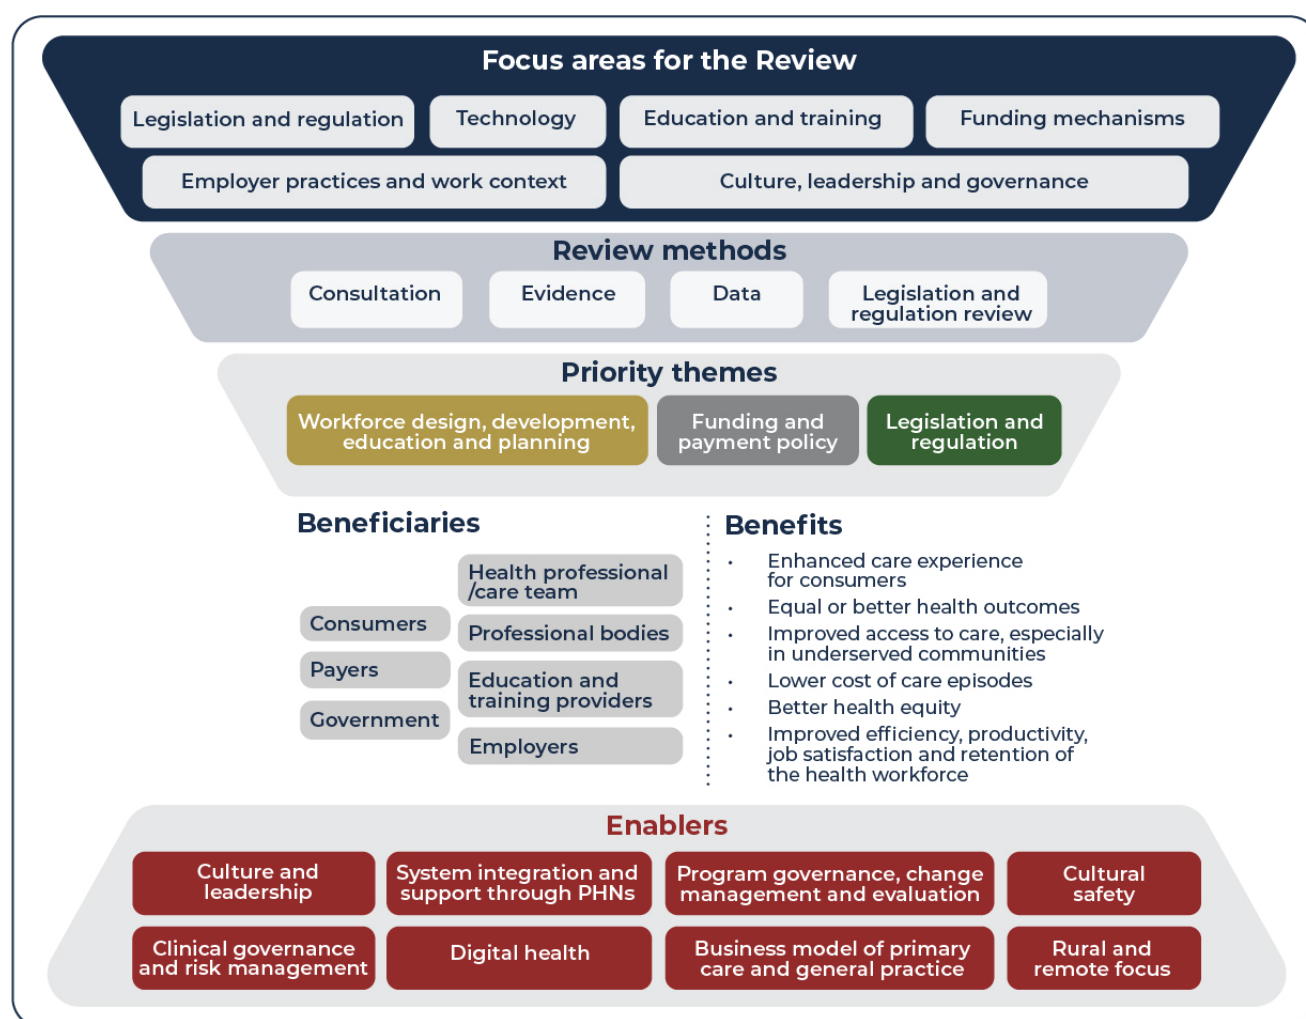 Focus areas for the Review
Legislation and regulation
Technology
Education and training
Funding mechanisms
Employer practices and work context
Culture, leadership and governance
Review methods
Consultation
Evidence
Data
Legislation and
regulation review
Priority themes
Workforce design, development,
education and planning
Funding and
payment policy
Legislation and
regulation
Beneficiaries
Consumers
Payers
Government
Health professional
/care team
Professional bodies
Education and
training providers
Employers
Benefits
• Enhanced care experience
for consumers
• Equal or better health outcomes
• Improved access to care, especially
in underserved communities
• Lower cost of care episodes
• Better health equity
• Improved efficiency, productivity,
job satisfaction and retention of
the health workforce
Enablers
Culture and
leadership
System integration and
support through PHNs
Program governance, change
management and evaluation
Cultural
safety
Clinical governance
and risk management
Digital health
Business model of primary
care and general practice
Rural and
remote focus